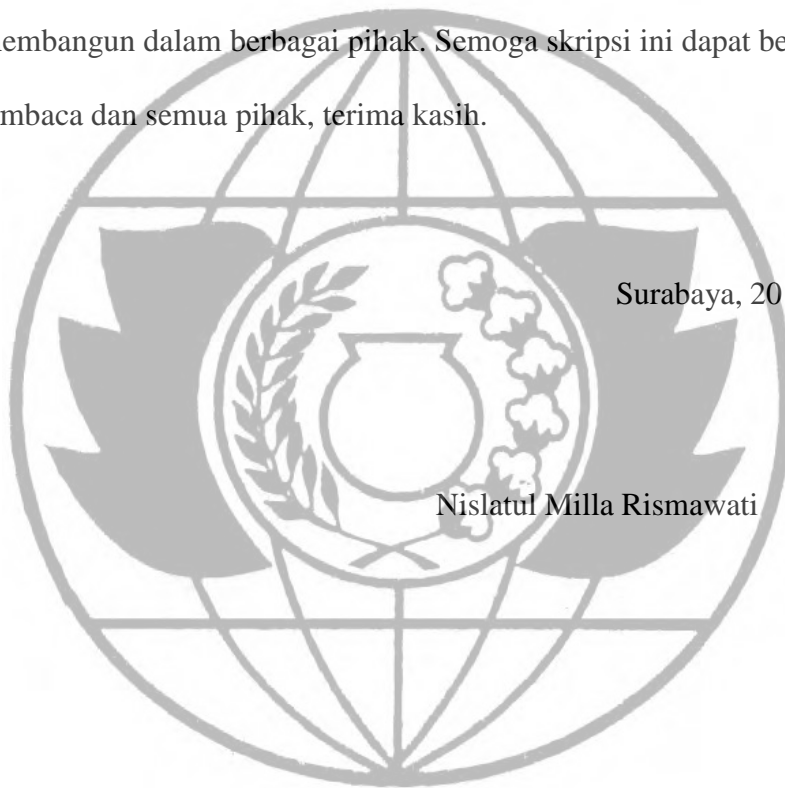 embangun dalam berbagai pihak. Semoga skripsi ini dapat be
mbaca dan semua pihak, terima kasih.
Surabaya, 20
Nislatul Milla Rismawati